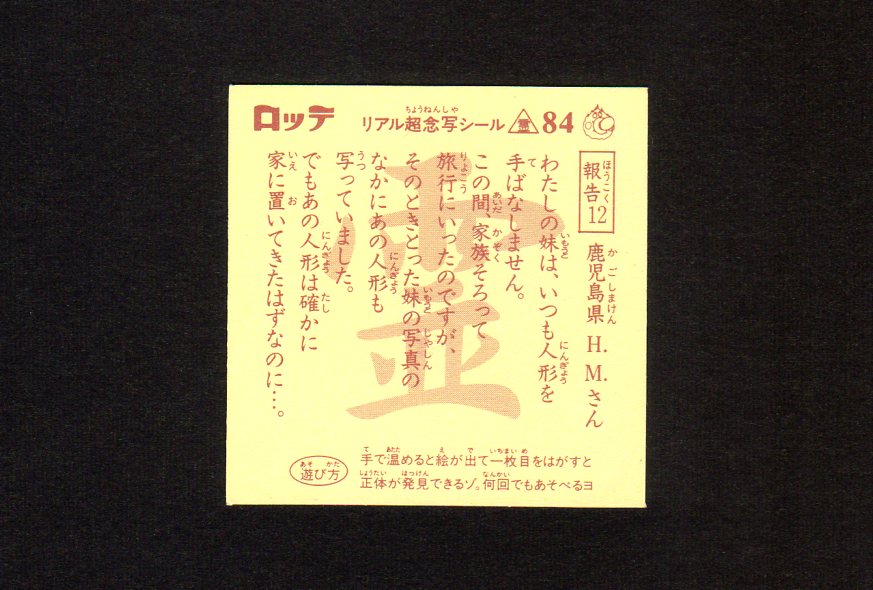 ロッテ
リアル超念写シール 霊 84
報告12
鹿児島県 H.M.さん
わたしの妹は、いつも人形を
手ばなしません。
この間、家族そろって
旅行にいったのですが、
そのときとった妹の写真の
なかにあの人形も
写っていました。
でもあの人形は確かに
家に置いてきたはずなのに…。
霊
遊び方
手で温めると絵が出て一枚目をはがすと
正体が発見できるゾ。何回でもあそべるヨ